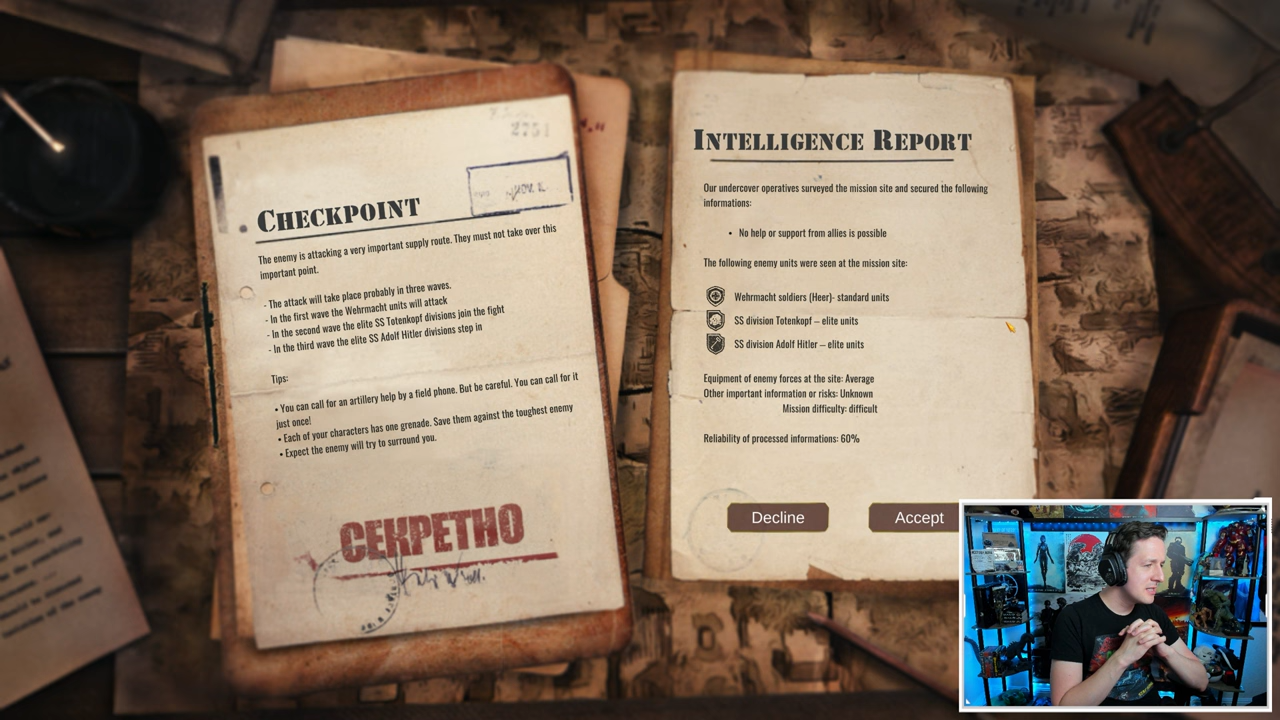 2751
CHECKPOINT
The enemy is attacking a very important supply route. They must not take over this
important point.
- The attack will take place probably in three waves.
- In the first wave the Wehrmacht units will attack
- In the second wave the elite SS Totenkopf divisions join the fight
- In the third wave the elite SS Adolf Hitler divisions step in
Tips:
• You can call for an artillery help by a field phone. But be careful. You can call for it
just once!
• Each of your characters has one grenade. Save them against the toughest enemy
• Expect the enemy will try to surround you.
СЕКРЕТНО
INTELLIGENCE REPORT
Our undercover operatives surveyed the mission site and secured the following
informations:
• No help or support from allies is possible
The following enemy units were seen at the mission site:
Wehrmacht soldiers (Heer)- standard units
SS division Totenkopf – elite units
SS division Adolf Hitler – elite units
Equipment of enemy forces at the site: Average
Other important information or risks: Unknown
Mission difficulty: difficult
Reliability of processed informations: 60%
Decline
Accept